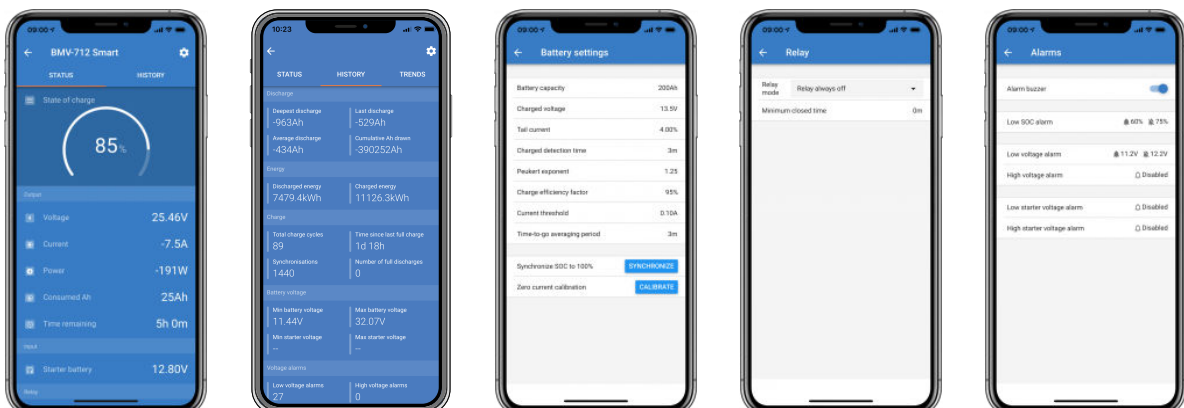 09:00
BMV-712 Smart
STATUS HISTORY
State of charge
85%
Output
Voltage 25.46V
Current -7.5A
Power -191W
Consumed Ah 25Ah
Time remaining 5h 0m
Input
Starter battery 12.80V
Relay
10:23
STATUS HISTORY TRENDS
Discharge
Deepest discharge Last discharge
-963Ah -529Ah
Average discharge Cumulative Ah drawn
-434Ah -390252Ah
Energy
Discharged energy Charged energy
7479.4kWh 11126.3kWh
Charge
Total charge cycles Time since last full charge
89 1d 18h
Synchronisations Number of full discharges
1440 0
Battery voltage
Min battery voltage Max battery voltage
11.44V 32.07V
Min starter voltage Max starter voltage
-- --
Voltage alarms
Low voltage alarms High voltage alarms
27 0
09:00
Battery settings
Battery capacity 200Ah
Charged voltage 13.5V
Tail current 4.00%
Charged detection time 3m
Peukert exponent 1.25
Charge efficiency factor 95%
Current threshold 0.10A
Time-to-go averaging period 3m
Synchronize SOC to 100% SYNCHRONIZE
Zero current calibration CALIBRATE
09:00
Relay
Relay mode Relay always off
Minimum closed time 0m
09:00
Alarms
Alarm buzzer
Low SOC alarm 60% 75%
Low voltage alarm 11.2V 12.2V
High voltage alarm Disabled
Low starter voltage alarm Disabled
High starter voltage alarm Disabled